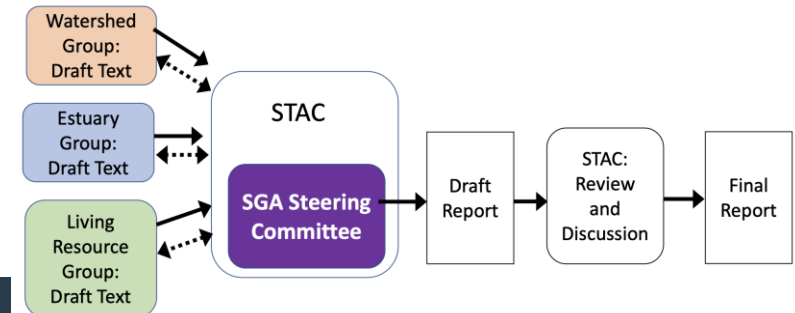 Watershed
Group:
Draft Text
Estuary
Group:
Draft Text
Living
Resource
Group:
Draft Text
STAC
SGA Steering
Committee
Draft
Report
STAC:
Review
and
Discussion
Final
Report